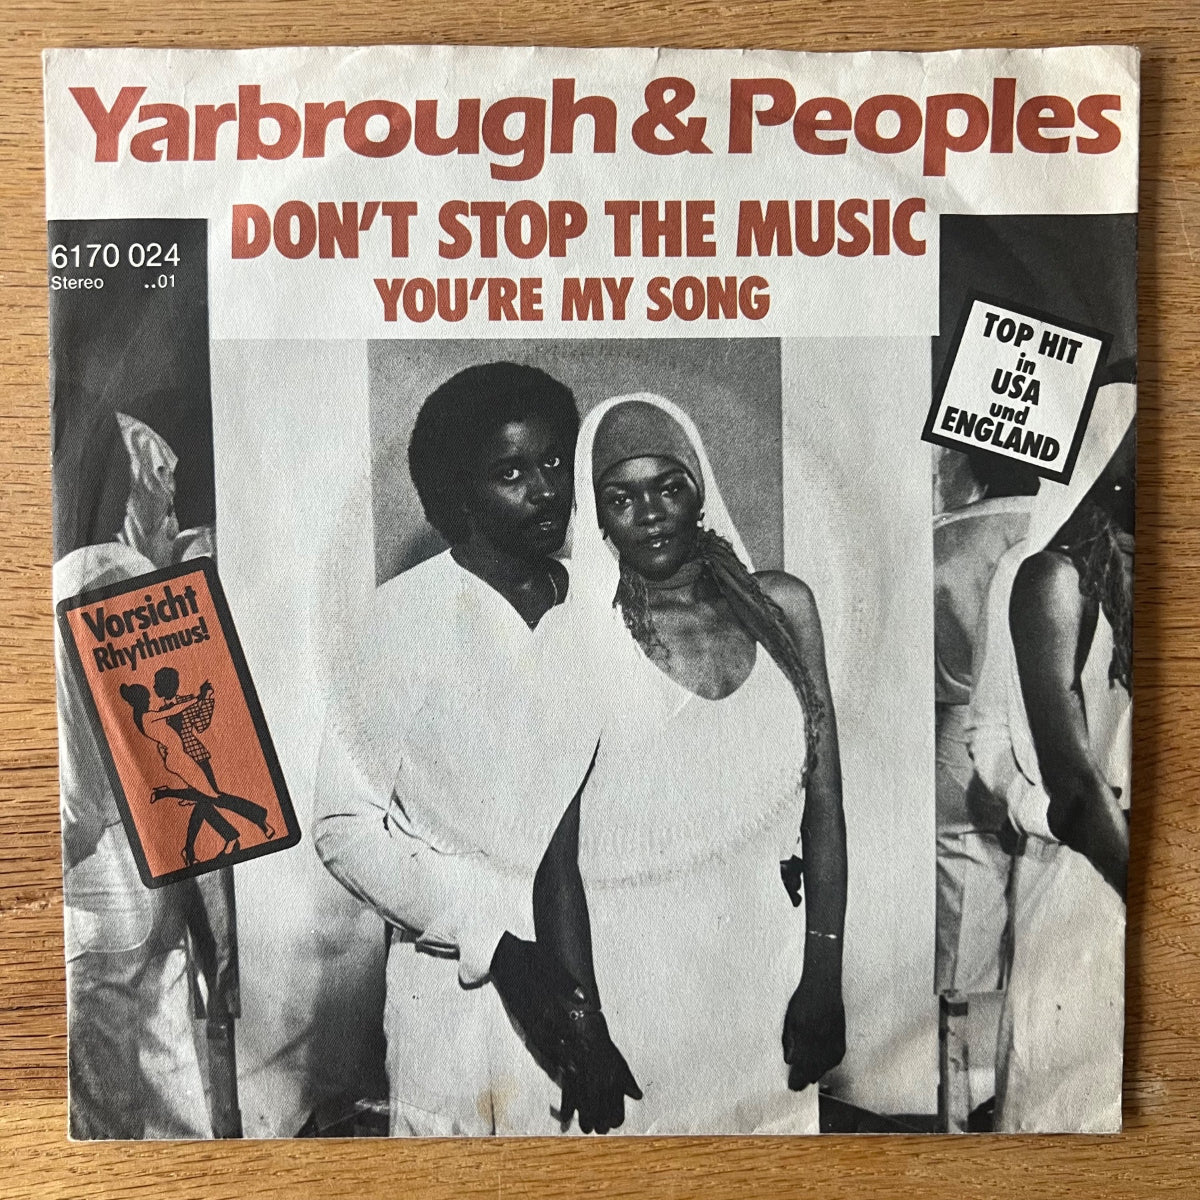 Yarbrough & Peoples
DON'T STOP THE MUSIC
YOU'RE MY SONG
6170 024
Stereo ..01
TOP HIT
in
USA
und
ENGLAND
Vorsicht
Rhythmus!